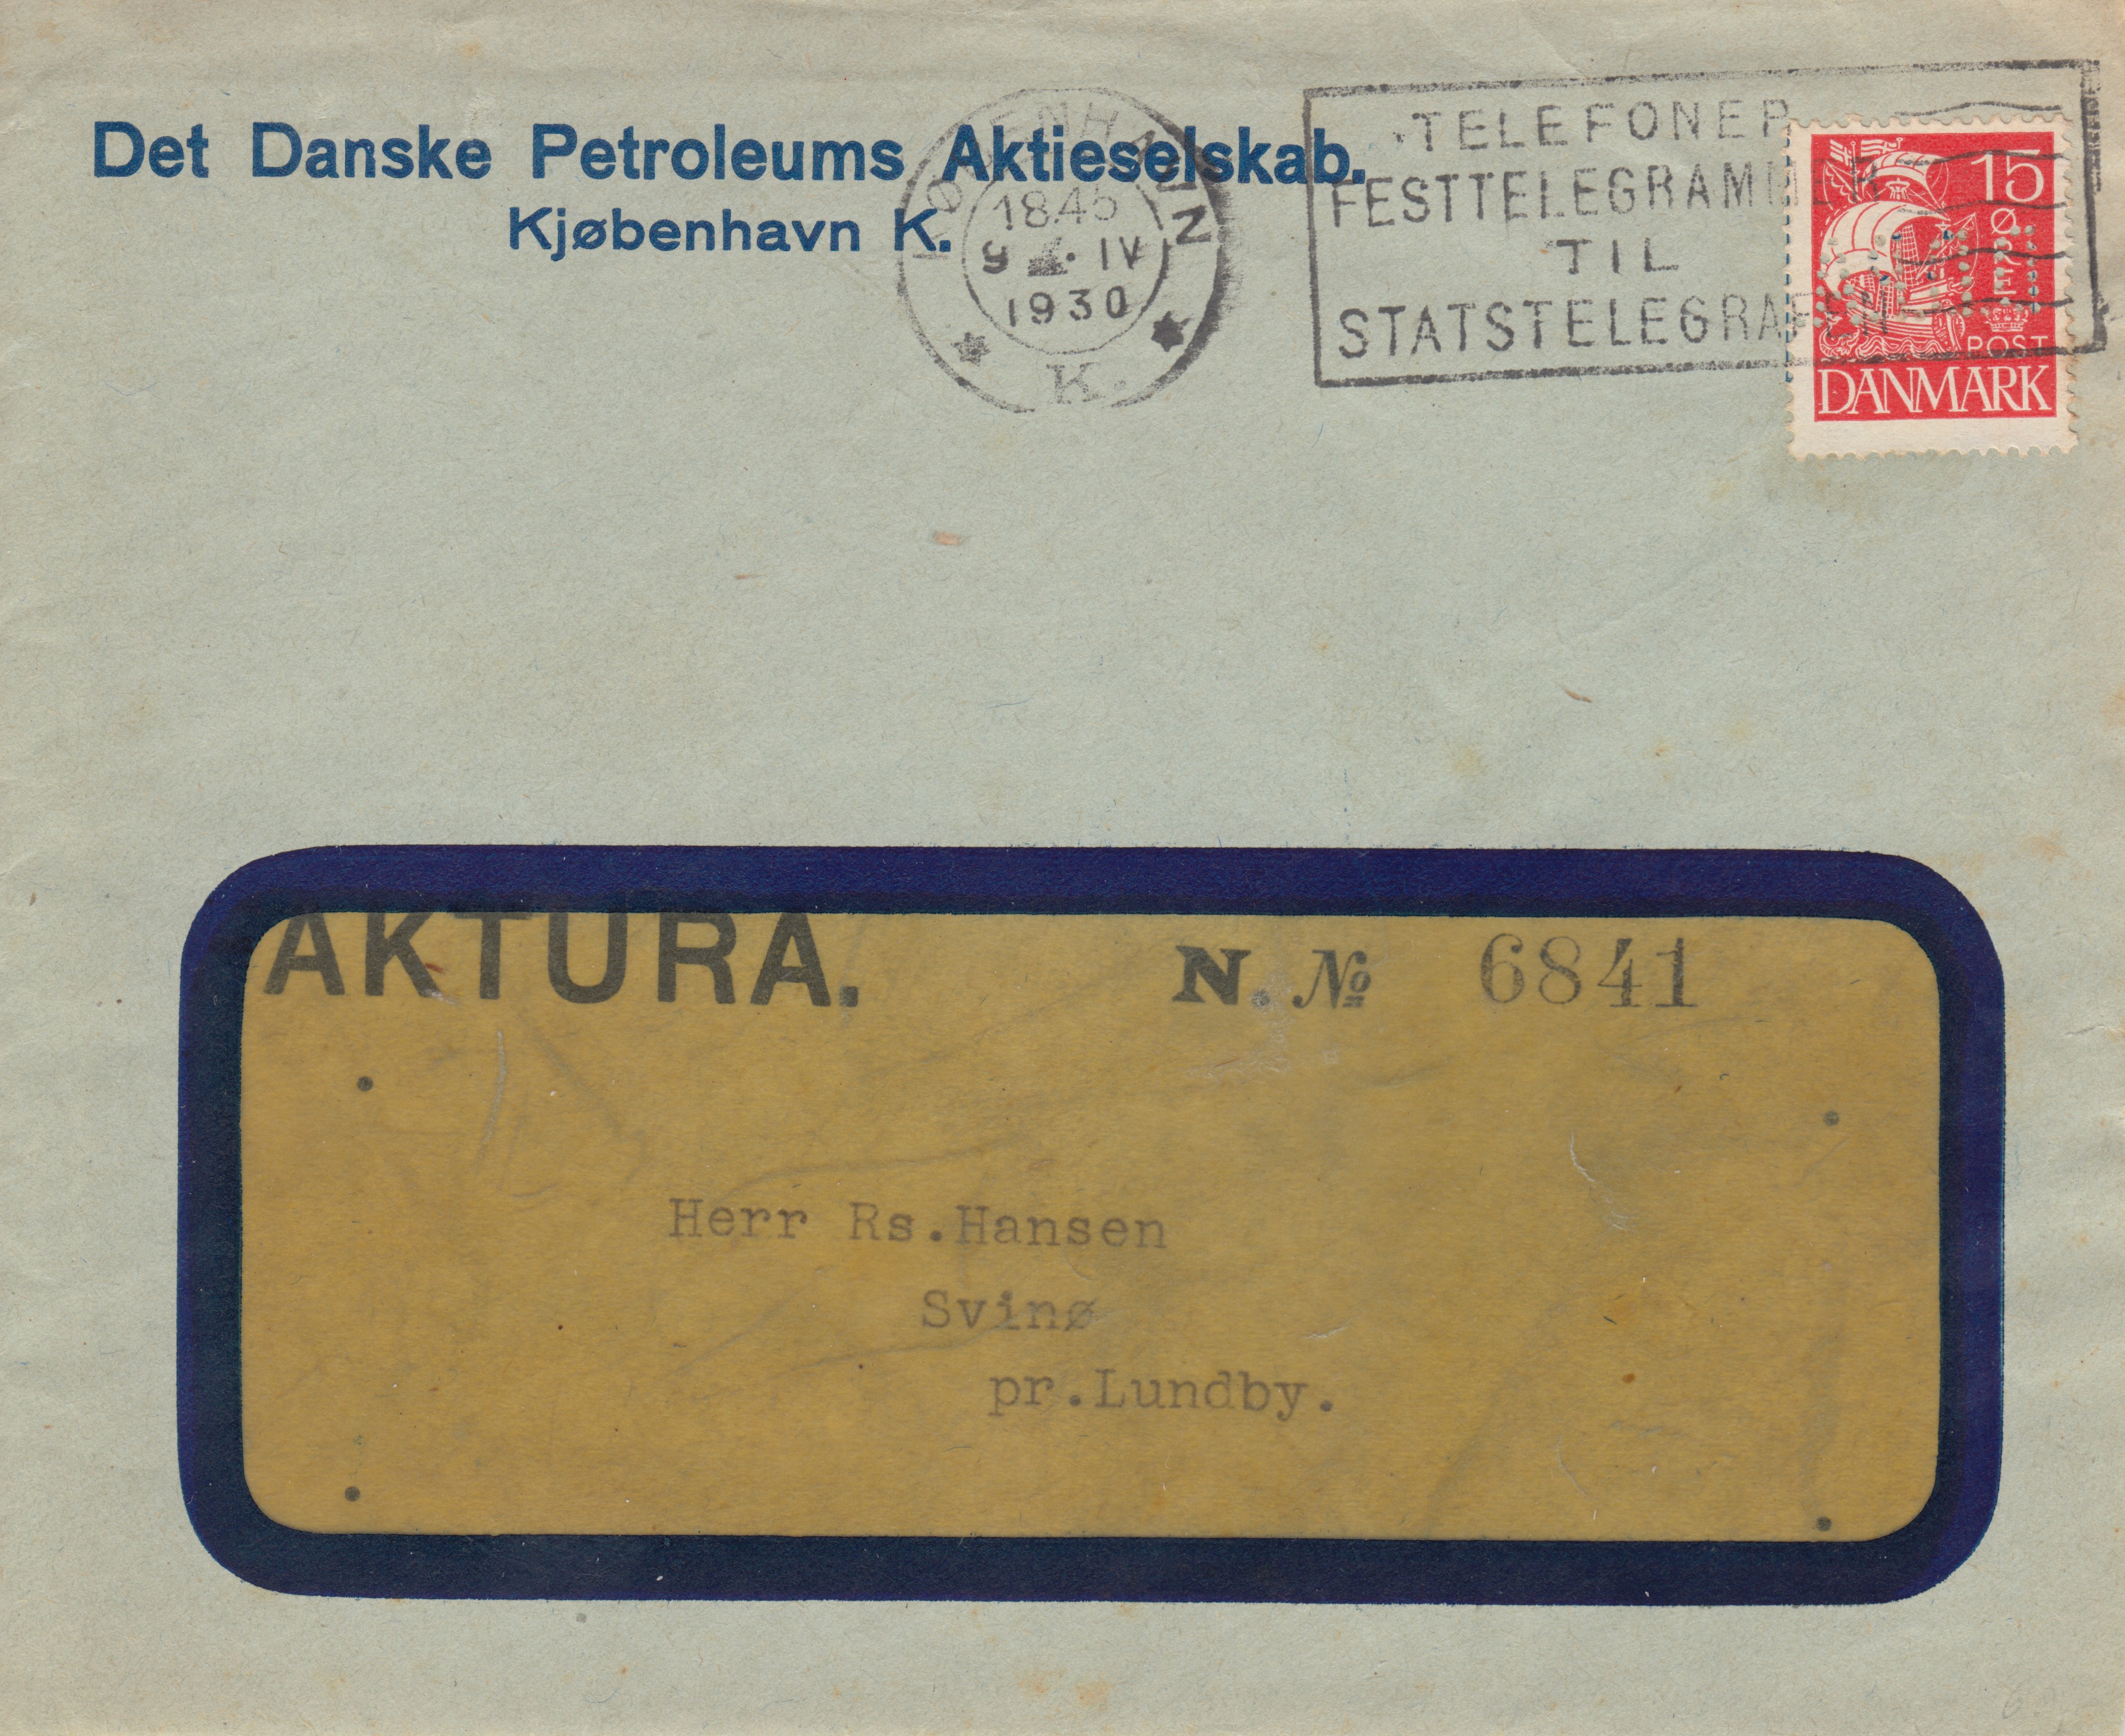 Det Danske Petroleums Aktieselskab.
Kjøbenhavn K.
KØBENHAVN
18.45
9 IV
1930
K.
TELEFONER
FESTTELEGRAMMER
TIL
STATSTELEGRAFEN
15
ØRE
POST
DANMARK
AKTURA.
N. No 6841
Herr Rs.Hansen
Svinø
pr.Lundby.